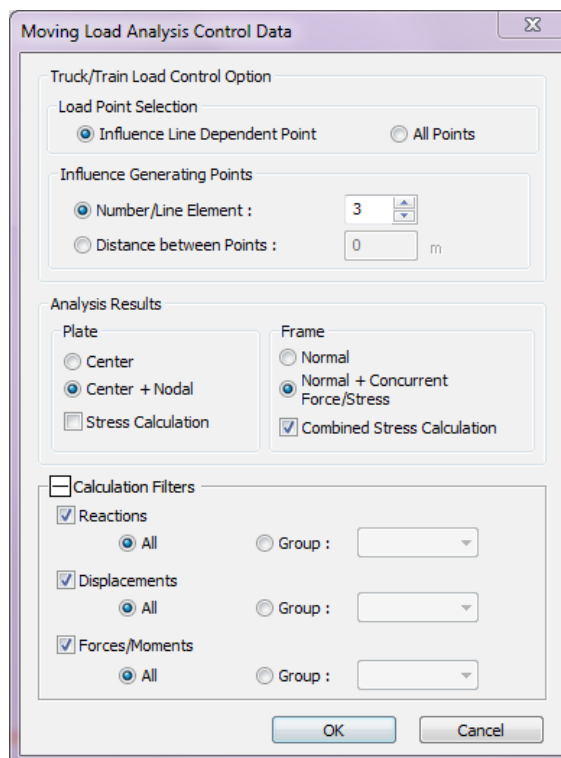 Moving Load Analysis Control Data
Truck/Train Load Control Option
Load Point Selection
Influence Line Dependent Point All Points
Influence Generating Points
Number/Line Element : 3
Distance between Points : 0 m
Analysis Results
Plate
Center
Center + Nodal
Stress Calculation
Frame
Normal
Normal + Concurrent
Force/Stress
Combined Stress Calculation
Calculation Filters
Reactions
All Group :
Displacements
All Group :
Forces/Moments
All Group :
OK Cancel